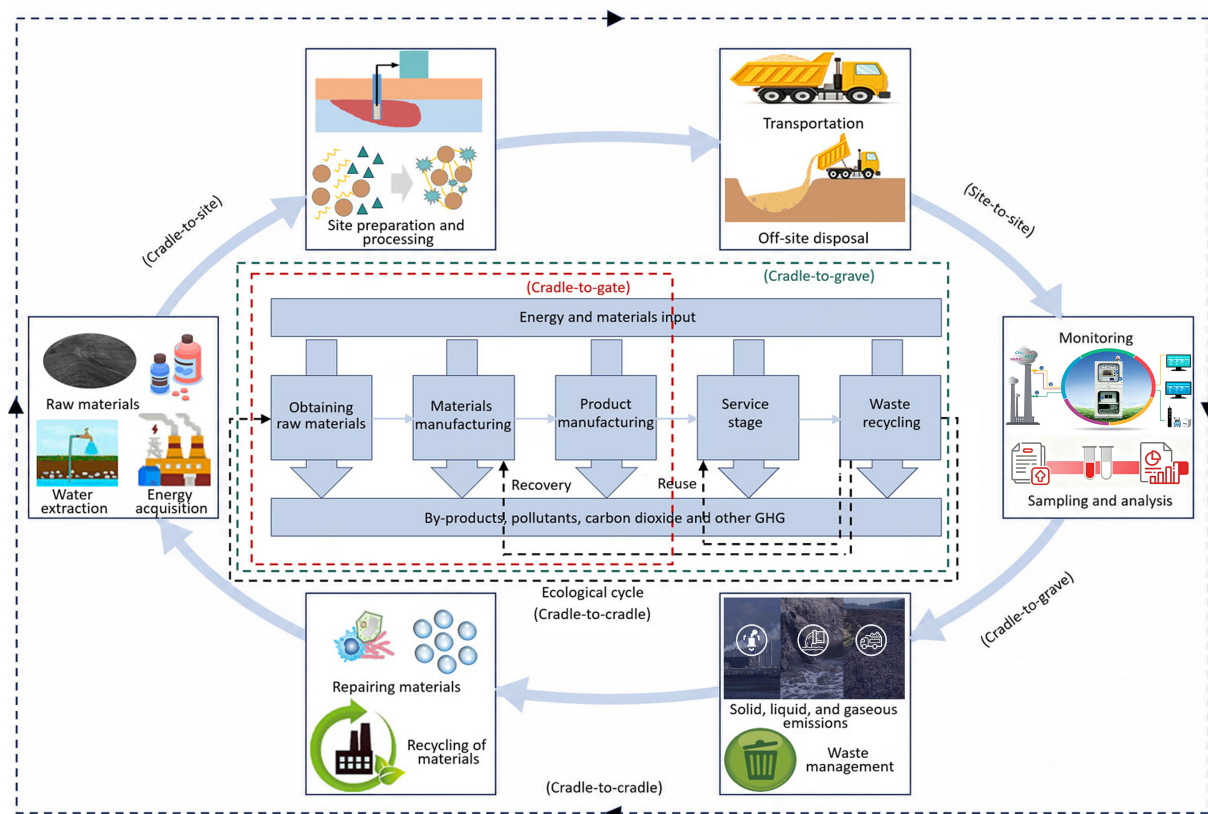 Transportation
Site preparation and
processing
Off-site disposal
(Cradle-to-site)
(Site-to-site)
(Cradle-to-grave)
(Cradle-to-gate)
Energy and materials input
Raw materials
Water
extraction
Energy
acquisition
Obtaining
raw materials
Materials
manufacturing
Product
manufacturing
Service
stage
Waste
recycling
Monitoring
Sampling and analysis
Recovery
Reuse
By-products, pollutants, carbon dioxide and other GHG
Ecological cycle
(Cradle-to-cradle)
(Cradle-to-grave)
Repairing materials
Recycling of
materials
Solid, liquid, and gaseous
emissions
Waste
management
(Cradle-to-cradle)